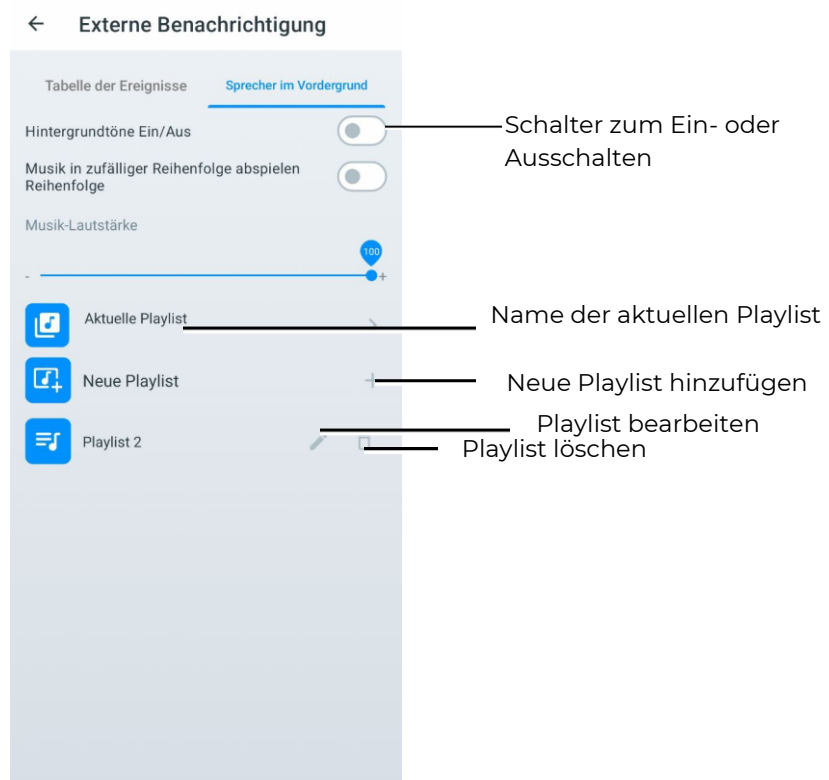 Externe Benachrichtigung
Tabelle der Ereignisse
Sprecher im Vordergrund
Hintergrundtöne Ein/Aus
Schalter zum Ein- oder
Ausschalten
Musik in zufälliger Reihenfolge abspielen
Reihenfolge
Musik-Lautstärke
100
- +
Aktuelle Playlist
Name der aktuellen Playlist
Neue Playlist
Neue Playlist hinzufügen
Playlist 2
Playlist bearbeiten
Playlist löschen